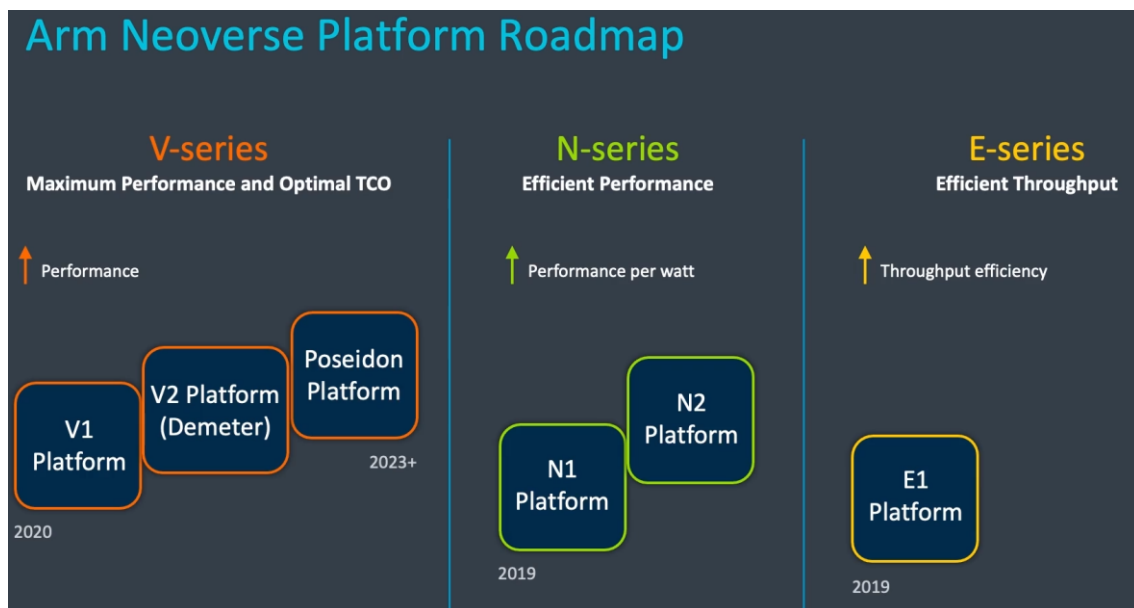 Arm Neoverse Platform Roadmap
V-series
Maximum Performance and Optimal TCO
Performance
V1
Platform
2020
V2 Platform
(Demeter)
Poseidon
Platform
2023+
N-series
Efficient Performance
Performance per watt
N1
Platform
2019
N2
Platform
E-series
Efficient Throughput
Throughput efficiency
E1
Platform
2019